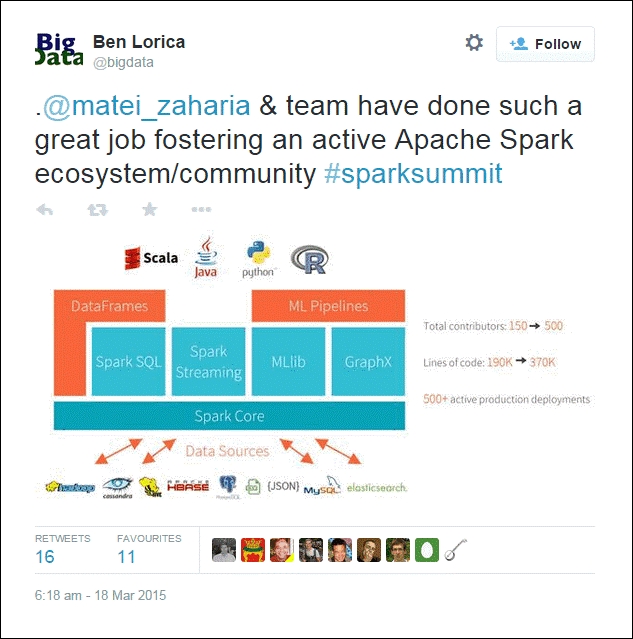 Big Data
Ben Lorica
@bigdata
Follow
.@matei_zaharia & team have done such a
great job fostering an active Apache Spark
ecosystem/community #sparksummit
Scala
Java
python
R
DataFrames
ML Pipelines
Spark SQL
Spark Streaming
MLlib
GraphX
Spark Core
Total contributors: 150 → 500
Lines of code: 190K → 370K
500+ active production deployments
Data Sources
hadoop
cassandra
HIVE
APACHE HBASE
PostgreSQL
{JSON}
MySQL
elasticsearch.
RETWEETS
16
FAVOURITES
11
6:18 am - 18 Mar 2015